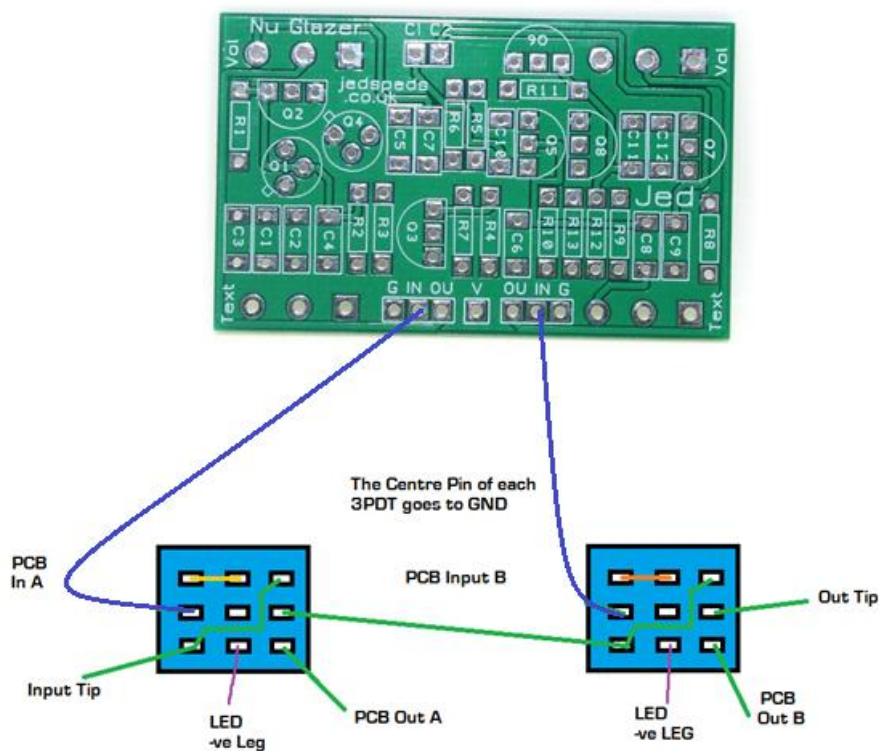 Nu Glazer
C1 C2
90
Vol
Vol
jedspeds
.co.uk
R11
R1
Q2
Q4
C5
C7
R6
R5
C10
Q5
Q8
C11
C12
Q7
Q1
Jed
C3
C1
C2
C4
R2
R3
Q3
R7
R4
C6
R10
R13
R12
R9
C8
C9
R8
Text
G IN OU V OU IN G
Text
The Centre Pin of each
3PDT goes to GND
PCB
In A
PCB Input B
Out Tip
Input Tip
LED
-ve Leg
PCB Out A
LED
-ve LEG
PCB
Out B